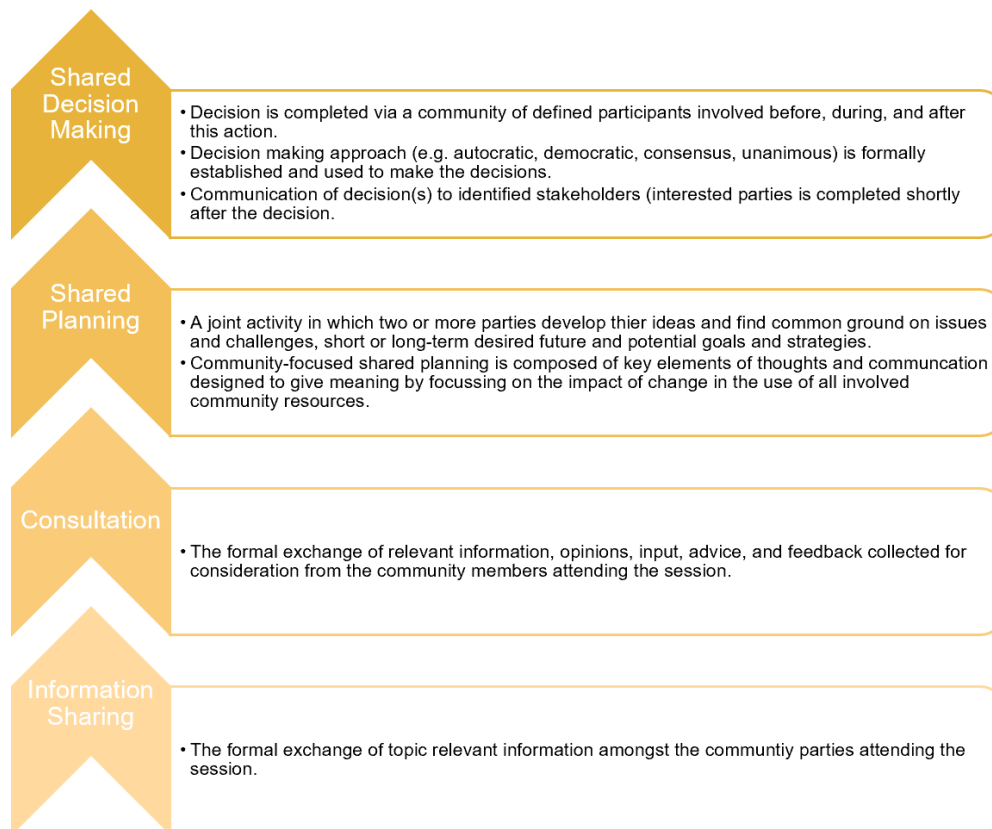 Shared
Decision
Making
• Decision is completed via a community of defined participants involved before, during, and after
this action.
• Decision making approach (e.g. autocratic, democratic, consensus, unanimous) is formally
established and used to make the decisions.
• Communication of decision(s) to identified stakeholders (interested parties is completed shortly
after the decision.
Shared
Planning
• A joint activity in which two or more parties develop thier ideas and find common ground on issues
and challenges, short or long-term desired future and potential goals and strategies.
• Community-focused shared planning is composed of key elements of thoughts and communcation
designed to give meaning by focussing on the impact of change in the use of all involved
community resources.
Consultation
• The formal exchange of relevant information, opinions, input, advice, and feedback collected for
consideration from the community members attending the session.
Information
Sharing
• The formal exchange of topic relevant information amongst the communtiy parties attending the
session.